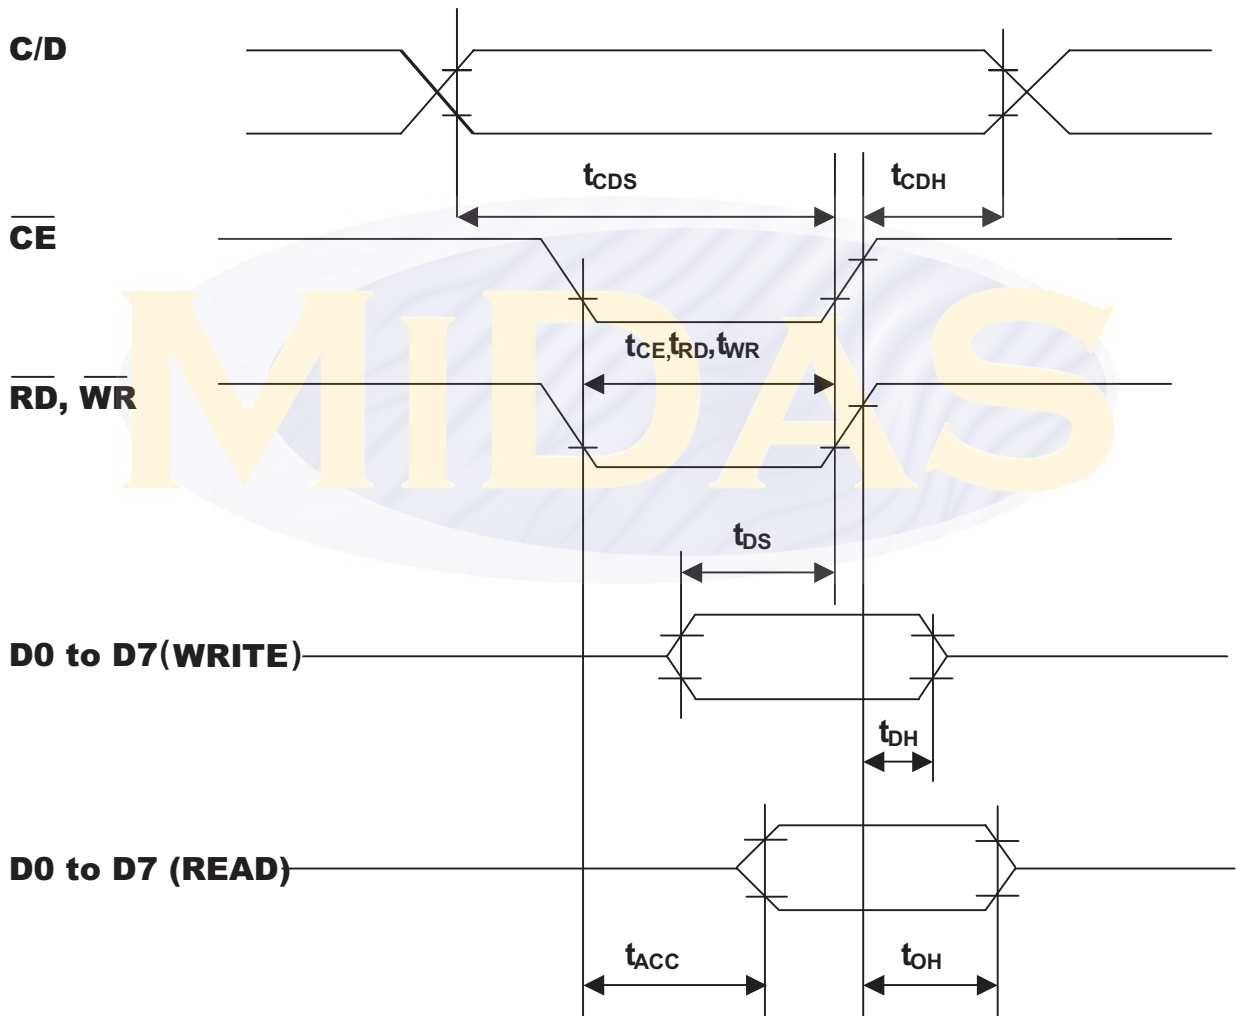 C/D
tCDS
tCDH
CE
tCE,tRD,tWR
RD, WR
MIDAS
tDS
D0 to D7(WRITE)
tDH
D0 to D7 (READ)
tACC
tOH